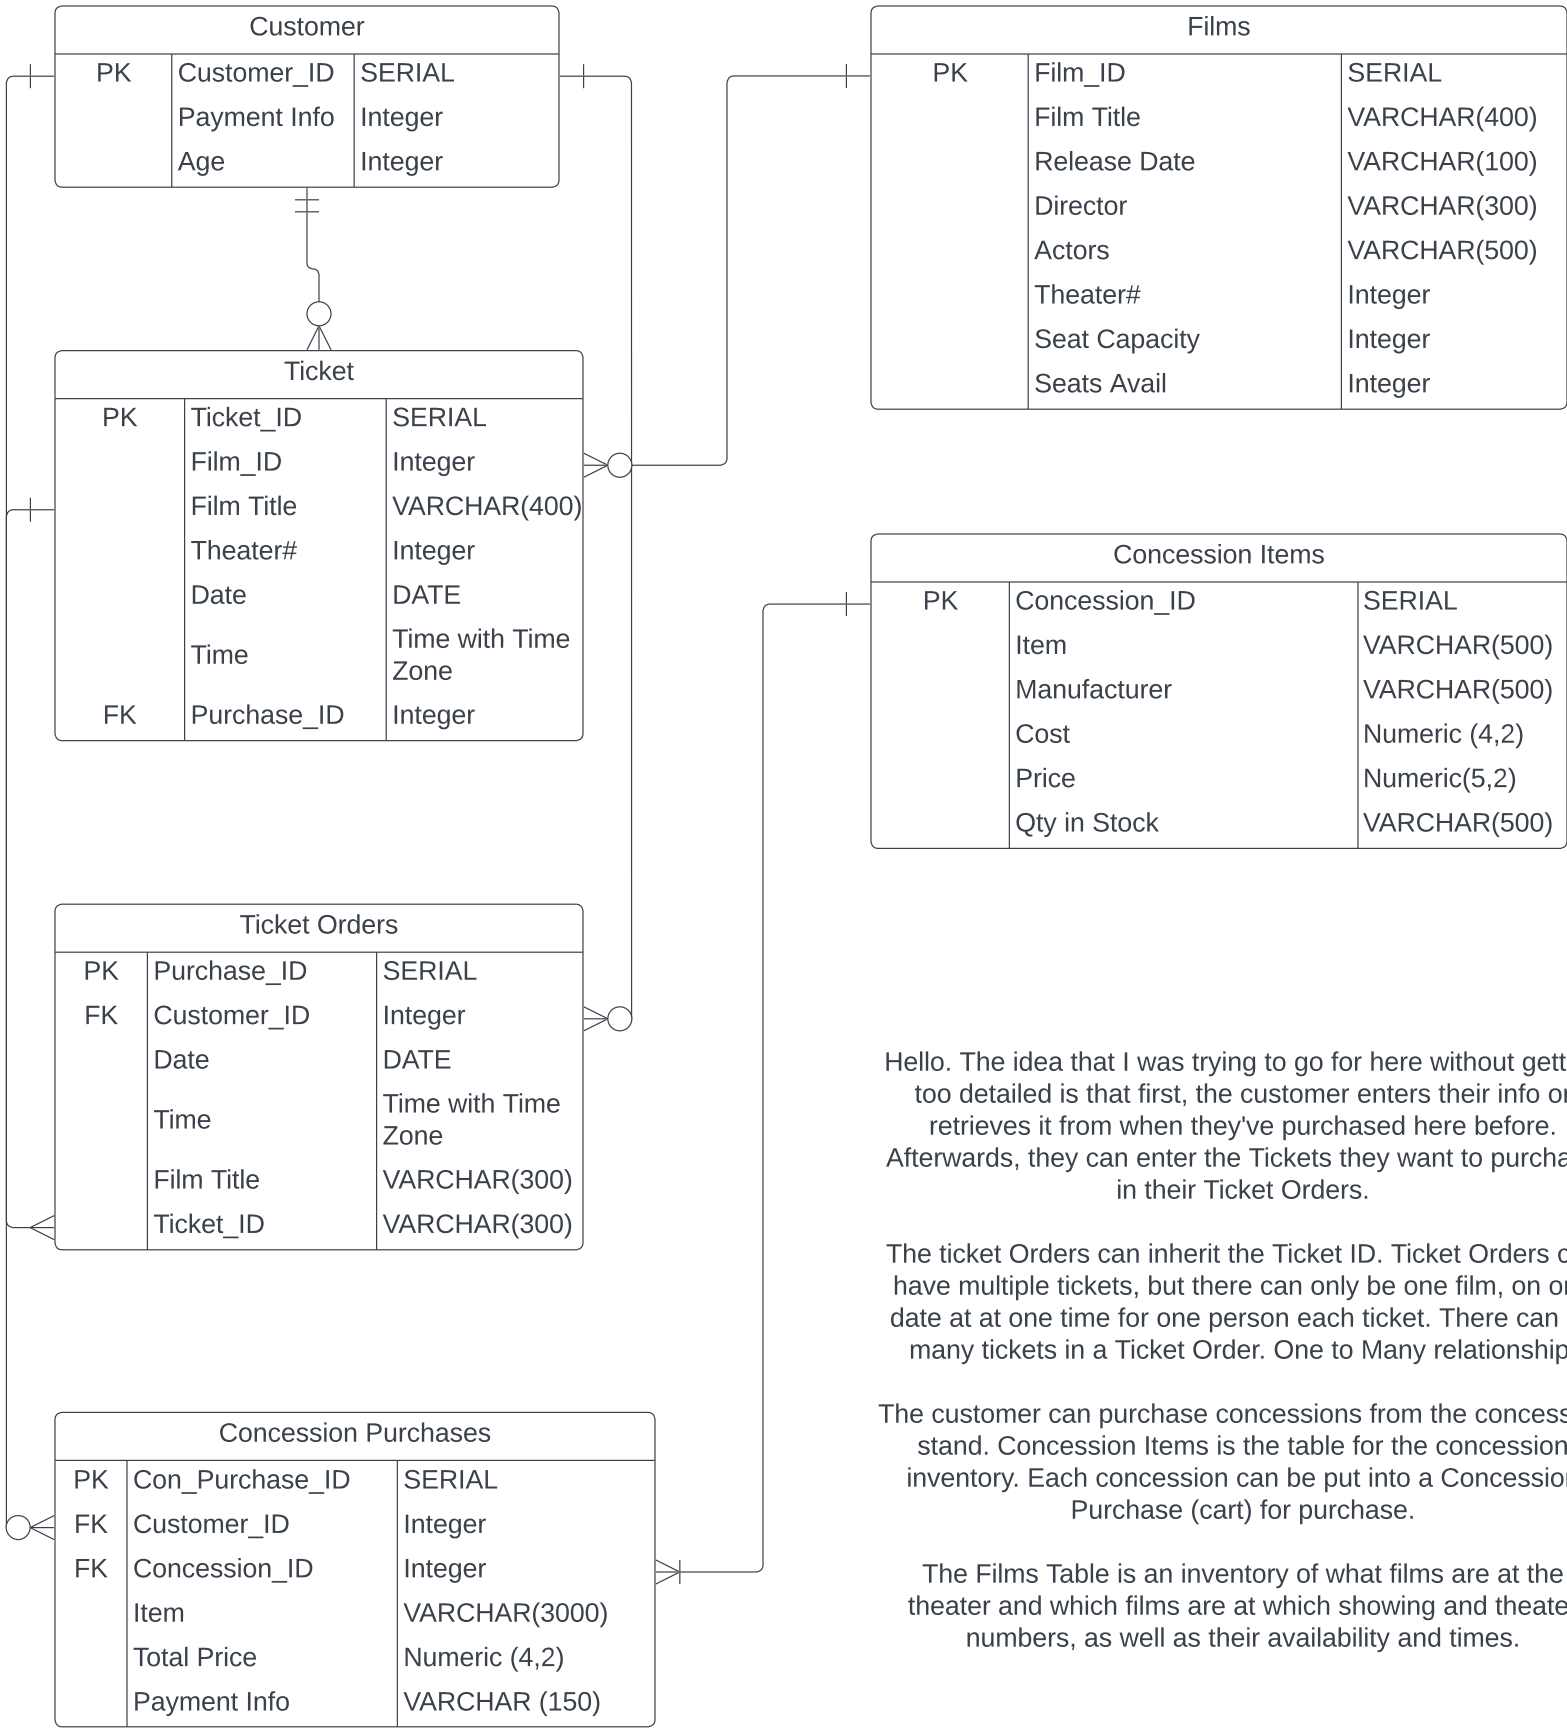 Customer
PK Customer_ID SERIAL
Payment Info Integer
Age Integer
Ticket
PK Ticket_ID SERIAL
Film_ID Integer
Film Title VARCHAR(400)
Theater# Integer
Date DATE
Time Time with Time
Zone
FK Purchase_ID Integer
Ticket Orders
PK Purchase_ID SERIAL
FK Customer_ID Integer
Date DATE
Time Time with Time
Zone
Film Title VARCHAR(300)
Ticket_ID VARCHAR(300)
Concession Purchases
PK Con_Purchase_ID SERIAL
FK Customer_ID Integer
FK Concession_ID Integer
Item VARCHAR(3000)
Total Price Numeric (4,2)
Payment Info VARCHAR (150)
Films
PK Film_ID SERIAL
Film Title VARCHAR(400)
Release Date VARCHAR(100)
Director VARCHAR(300)
Actors VARCHAR(500)
Theater# Integer
Seat Capacity Integer
Seats Avail Integer
Concession Items
PK Concession_ID SERIAL
Item VARCHAR(500)
Manufacturer VARCHAR(500)
Cost Numeric (4,2)
Price Numeric(5,2)
Qty in Stock VARCHAR(500)
Hello. The idea that I was trying to go for here without
too detailed is that first, the customer enters their info or
retrieves it from when they've purchased here before.
Afterwards, they can enter the Tickets they want to
in their Ticket Orders.
The ticket Orders can inherit the Ticket ID. Ticket Orders
have multiple tickets, but there can only be one film, on
date at at one time for one person each ticket. There can
many tickets in a Ticket Order. One to Many relationship
The customer can purchase concessions from the
stand. Concession Items is the table for the concession
inventory. Each concession can be put into a Concession
Purchase (cart) for purchase.
The Films Table is an inventory of what films are at the
theater and which films are at which showing and
numbers, as well as their availability and times.